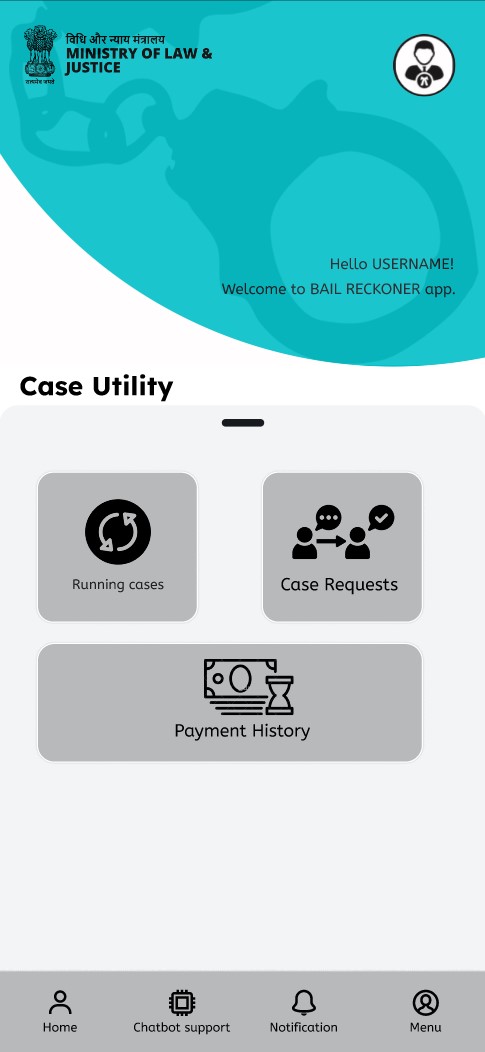 विधि और न्याय मंत्रालय
MINISTRY OF LAW &
JUSTICE
सत्यमेव जयते
Hello USERNAME!
Welcome to BAIL RECKONER app.
Case Utility
Running cases
Case Requests
Payment History
Home
Chatbot support
Notification
Menu